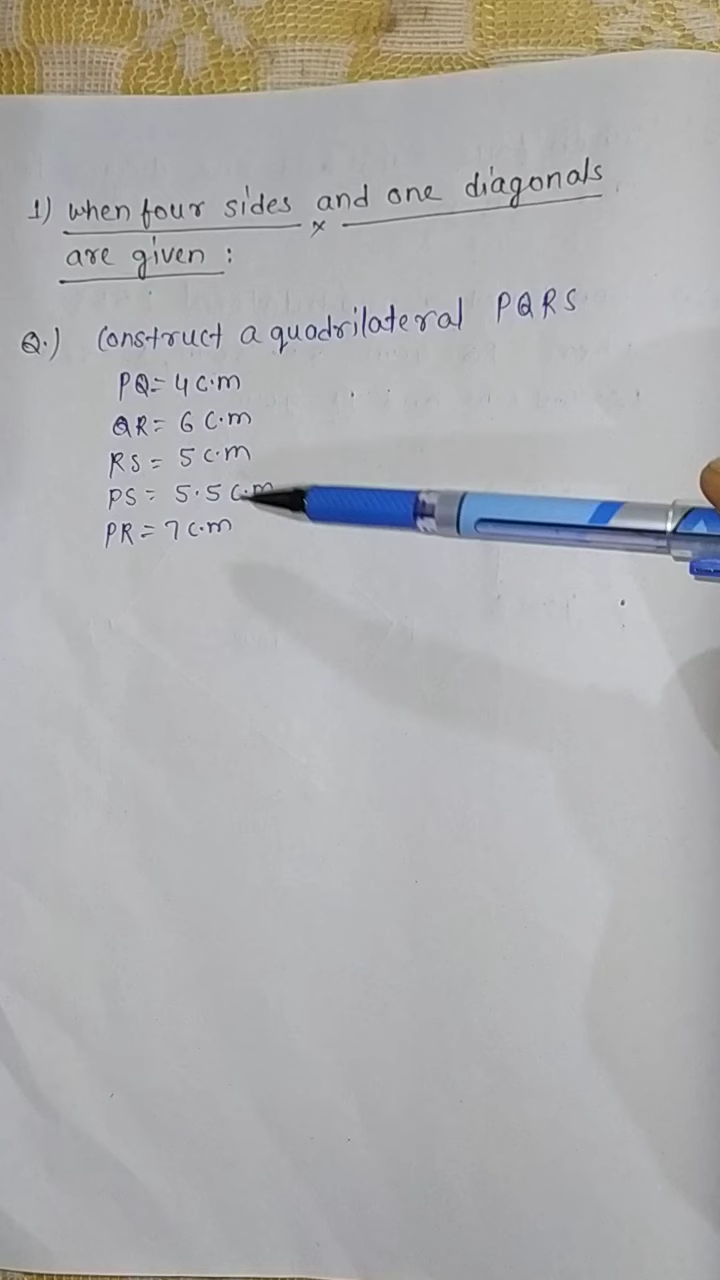 1) when four sides and one diagonals
are given :
Q.) Construct a quadrilateral PQRS
PQ= 4 c.m
QR= 6 c.m
RS = 5 c.m
PS = 5.5 c.m
PR = 7 c.m